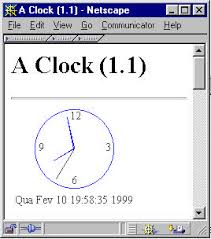 A Clock (1.1) - Netscape
File Edit View Go Communicator Help
A Clock (1.1)
12
9 3
6
Qua Fev 10 19:58:35 1999